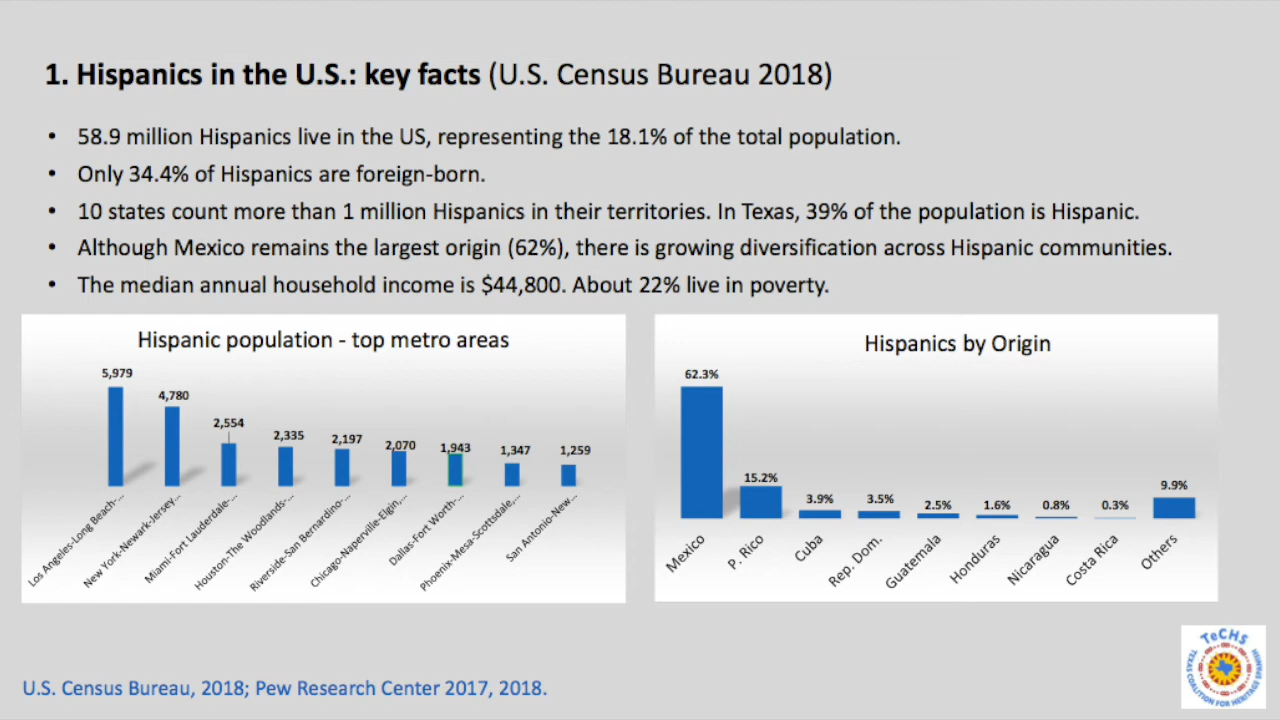 1. Hispanics in the U.S.: key facts (U.S. Census Bureau 2018)
• 58.9 million Hispanics live in the US, representing the 18.1% of the total population.
• Only 34.4% of Hispanics are foreign-born.
• 10 states count more than 1 million Hispanics in their territories. In Texas, 39% of the population is Hispanic.
• Although Mexico remains the largest origin (62%), there is growing diversification across Hispanic communities.
• The median annual household income is $44,800. About 22% live in poverty.
Hispanic population - top metro areas
5,979
4,780
2,554
2,335
2,197
2,070
1,943
1,347
1,259
Los Angeles-Long Beach-...
New York-Newark-Jersey...
Miami-Fort Lauderdale-...
Houston-The Woodlands-...
Riverside-San Bernardino-...
Chicago-Naperville-Elgin,...
Dallas-Fort Worth-...
Phoenix-Mesa-Scottsdale,...
San Antonio-New...
Hispanics by Origin
62.3%
15.2%
3.9%
3.5%
2.5%
1.6%
0.8%
0.3%
9.9%
Mexico
P. Rico
Cuba
Rep. Dom.
Guatemala
Honduras
Nicaragua
Costa Rica
Others
TeCHS
TEXAS COALITION FOR HERITAGE SPANISH
U.S. Census Bureau, 2018; Pew Research Center 2017, 2018.